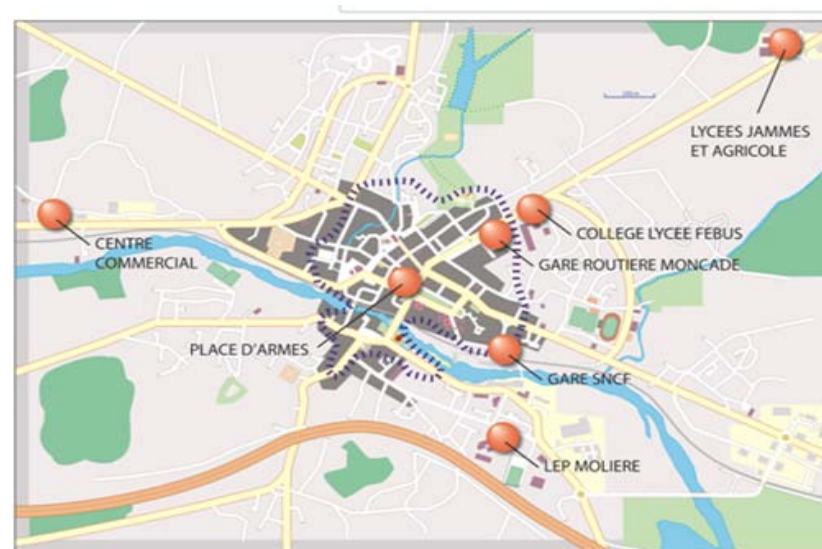 LYCEES JAMMES
ET AGRICOLE
COLLEGE LYCEE FEBUS
CENTRE
COMMERCIAL
GARE ROUTIERE MONCADE
PLACE D'ARMES
GARE SNCF
LEP MOLIERE